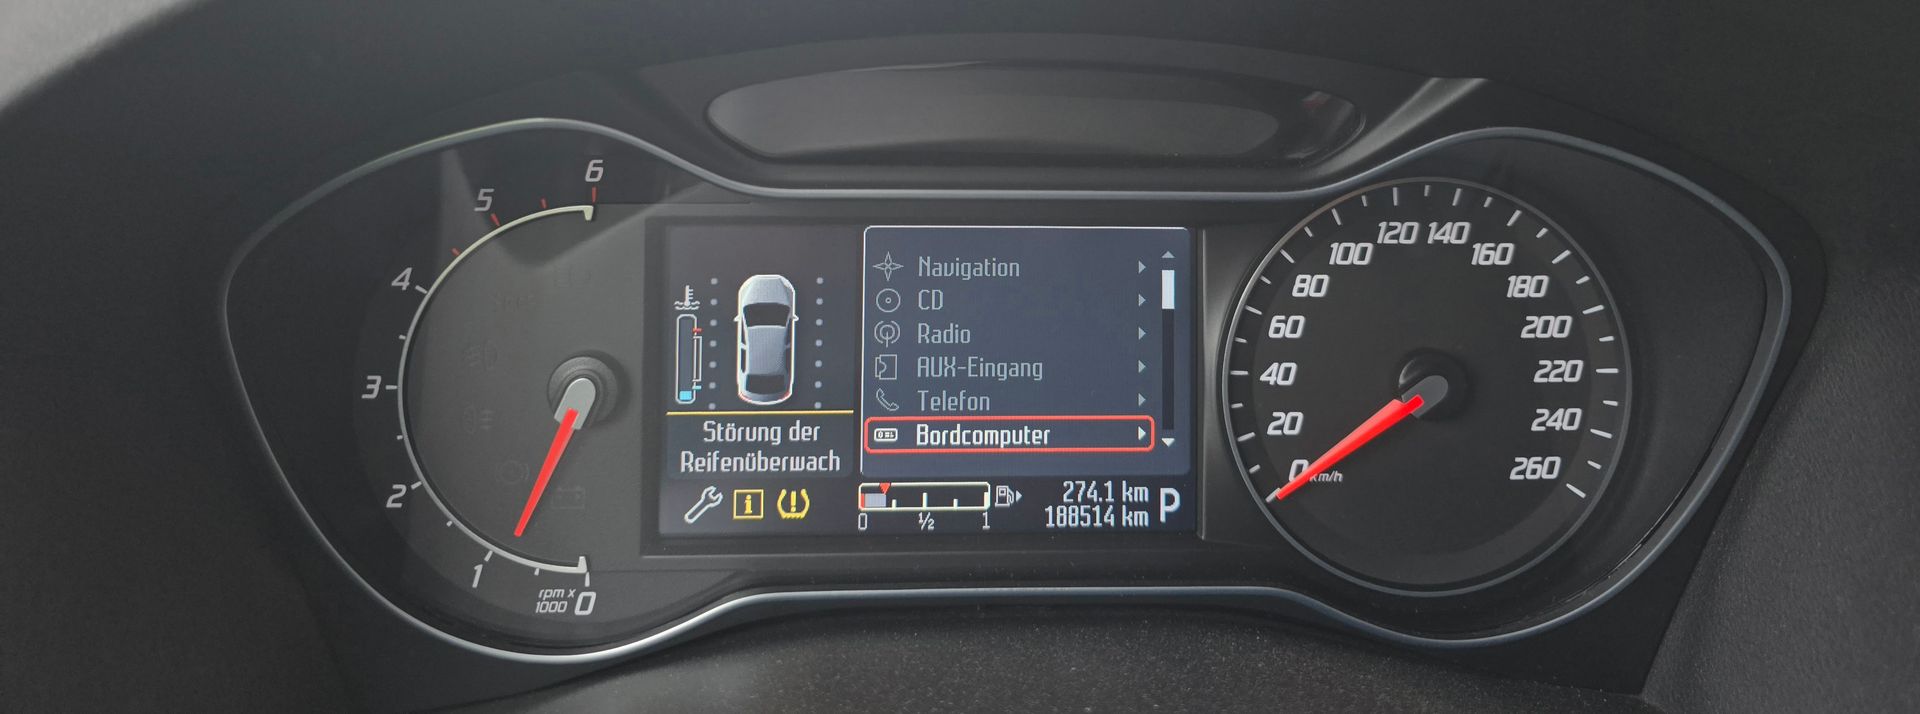 6
5
4
3
2
1
rpm x
1000 0
Navigation
CD
Radio
AUX-Eingang
Telefon
Bordcomputer
Störung der
Reifenüberwach
i
0 ½ 1
274.1 km
188514 km
P
0 km/h
20
40
60
80
100
120
140
160
180
200
220
240
260